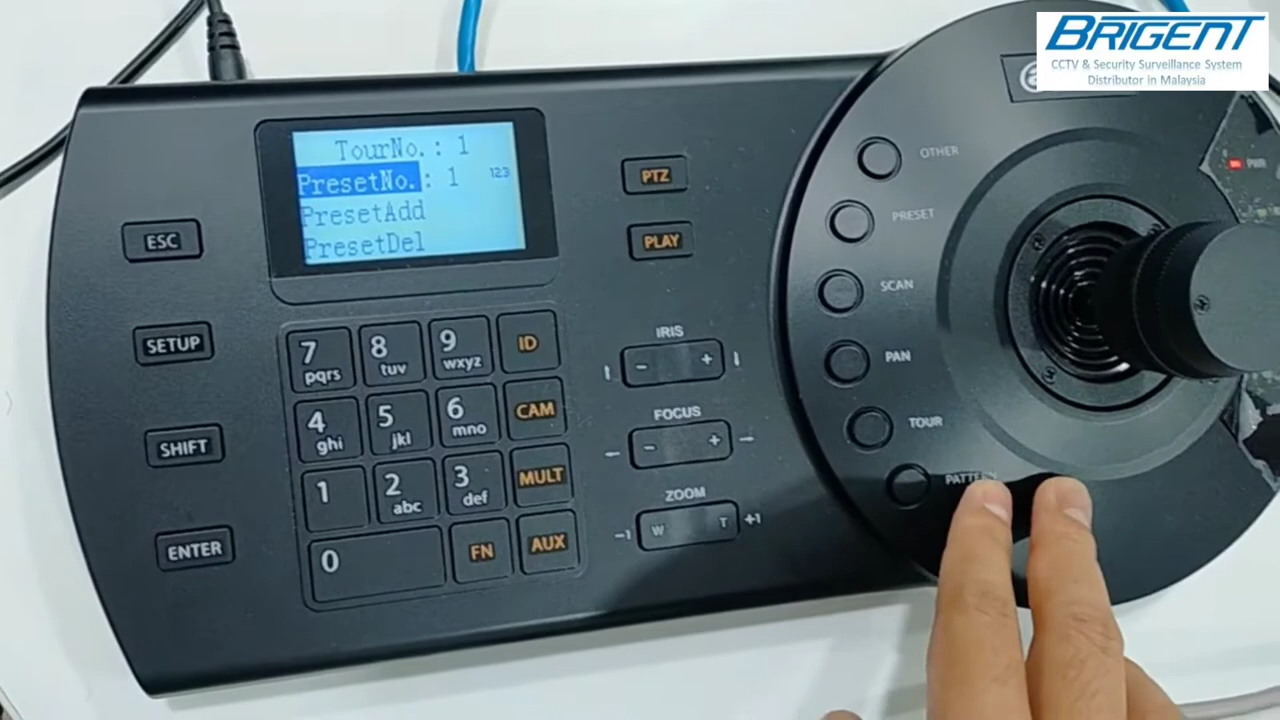 BRIGENT
CCTV & Security Surveillance System
Distributor in Malaysia
TourNo.: 1
PresetNo.: 1 123
PresetAdd
PresetDel
ESC
SETUP
SHIFT
ENTER
7 pqrs
8 tuv
9 wxyz
ID
4 ghi
5 jkl
6 mno
CAM
1
2 abc
3 def
MULT
0
FN
AUX
PTZ
PLAY
IRIS
- +
FOCUS
- +
ZOOM
-1 W T +1
OTHER
PRESET
SCAN
PAN
TOUR
PATTERN
PWR